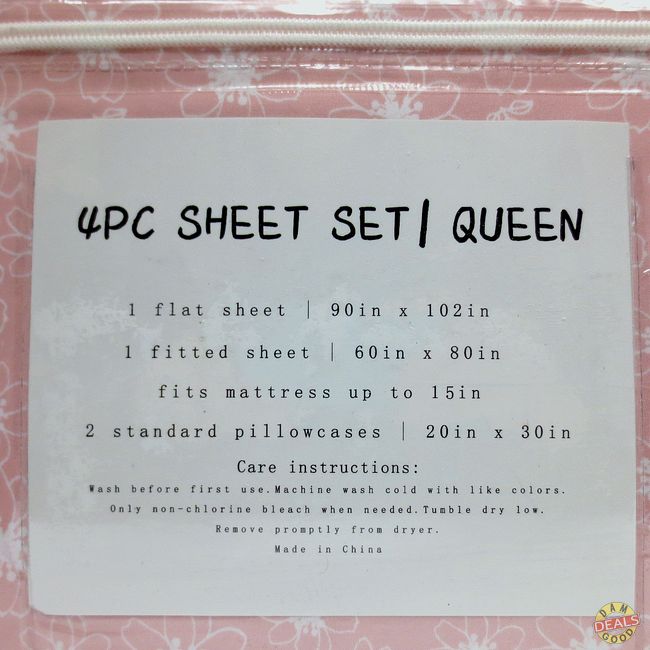 4PC SHEET SET| QUEEN
1 flat sheet | 90in x 102in
1 fitted sheet | 60in x 80in
fits mattress up to 15in
2 standard pillowcases | 20in x 30in
Care instructions:
Wash before first use.Machine wash cold with like colors.
Only non-chlorine bleach when needed.Tumble dry low.
Remove promptly from dryer.
Made in China
DAM
DEALS
GOOD